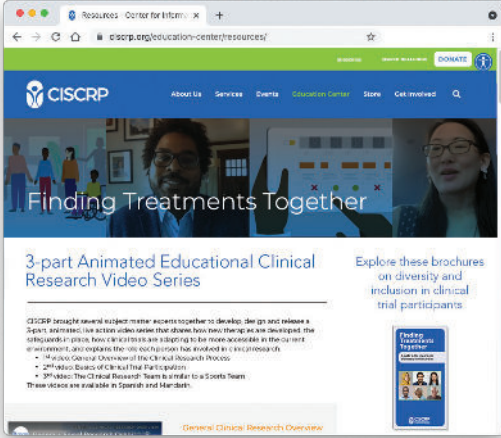 Resources - Center for Inform
ciscrp.org/education-center/resources/
DONATE
CISCRP
About Us Services Events Education Center Store Get Involved
Finding Treatments Together
3-part Animated Educational Clinical
Research Video Series
CISCRP brought several subject matter experts together to develop, design and release a
3-part, animated, live action video series that shares how new therapies are developed, the
safeguards in place, how clinical trials are adapting to be more accessible in the current
environment, and explains the role each person has involved in clinical research.
• 1st video: General Overview of the Clinical Research Process
• 2nd video: Basics of Clinical Trial Participation
• 3rd video: The Clinical Research Team is similar to a Sports Team
These videos are available in Spanish and Mandarin.
Explore these brochures
on diversity and
inclusion in clinical
trial participants
Finding
Treatments
Together
General Clinical Research Overview